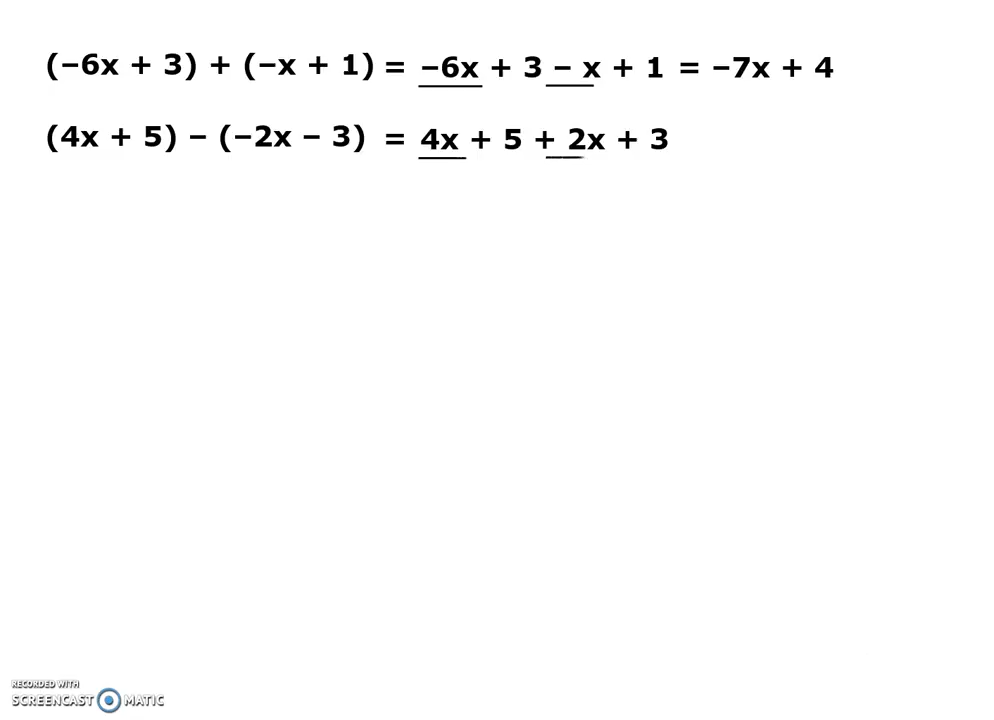 (–6x + 3) + (–x + 1) = –6x + 3 – x + 1 = –7x + 4
(4x + 5) – (–2x – 3) = 4x + 5 + 2x + 3
RECORDED WITH
SCREENCAST MATIC